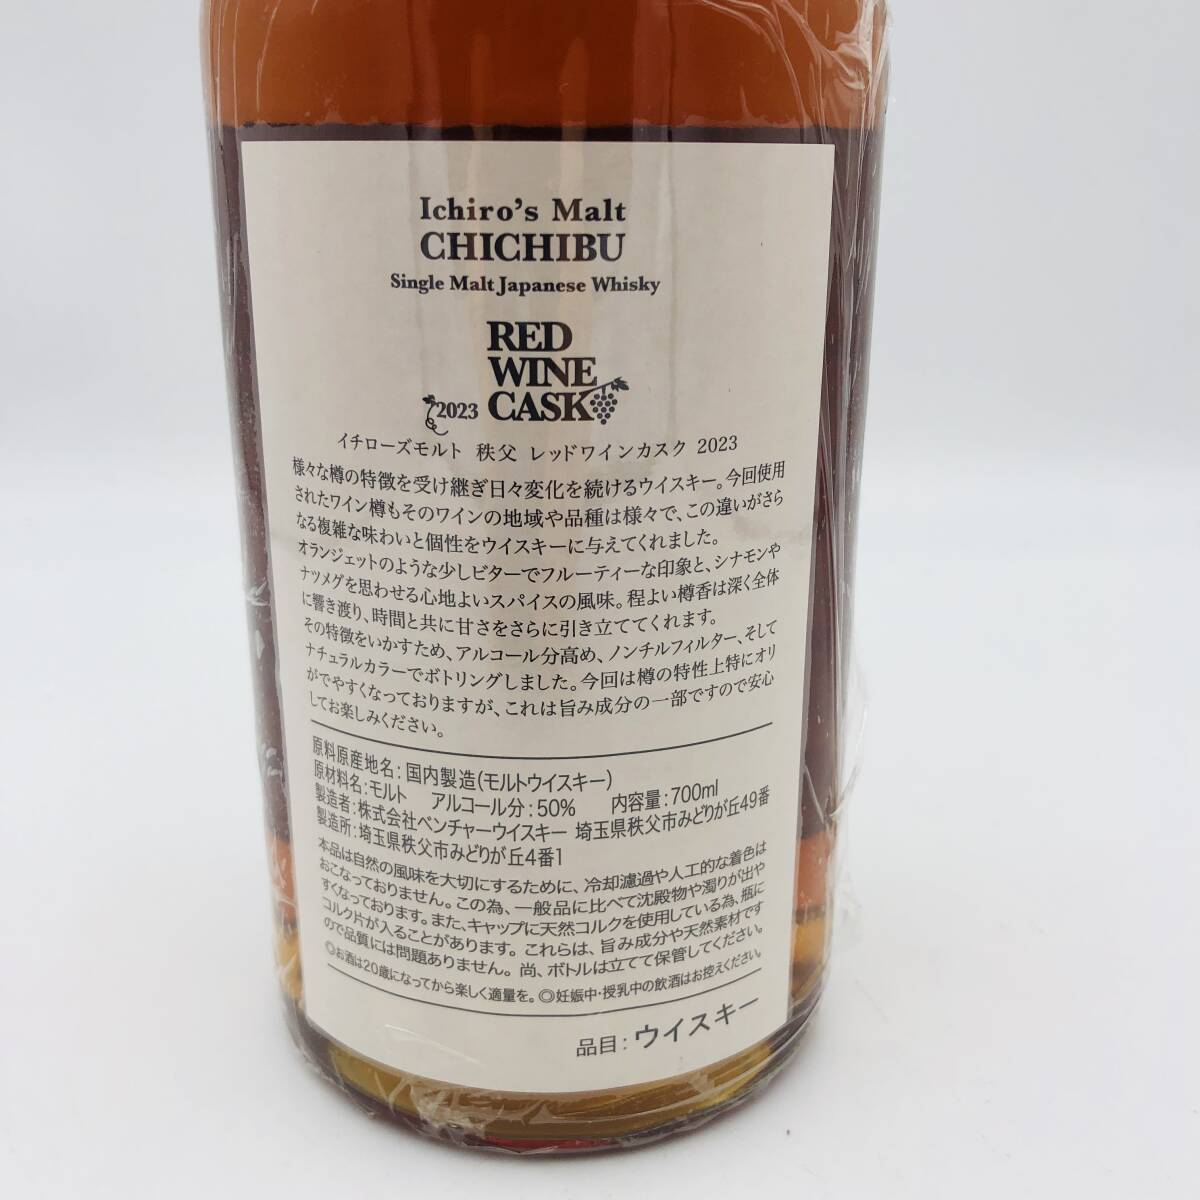 Ichiro's Malt
CHICHIBU
Single Malt Japanese Whisky
RED
WINE
2023 CASK
イチローズモルト 秩父 レッドワインカスク 2023
様々な樽の特徴を受け継ぎ日々変化を続けるウイスキー。今回使用
されたワイン樽もそのワインの地域や品種は様々で、この違いがさら
なる複雑な味わいと個性をウイスキーに与えてくれました。
オランジェットのような少しビターでフルーティーな印象と、シナモンや
ナツメグを思わせる心地よいスパイスの風味。程よい樽香は深く全体
に響き渡り、時間と共に甘さをさらに引き立ててくれます。
その特徴をいかすため、アルコール分高め、ノンチルフィルター、そして
ナチュラルカラーでボトリングしました。今回は樽の特性上特にオリ
がでやすくなっておりますが、これは旨み成分の一部ですので安心
してお楽しみください。
原料原産地名：国内製造（モルトウイスキー）
原材料名：モルト アルコール分：50% 内容量：700ml
製造者：株式会社ベンチャーウイスキー 埼玉県秩父市みどりが丘49番
製造所：埼玉県秩父市みどりが丘4番1
本品は自然の風味を大切にするために、冷却濾過や人工的な着色は
おこなっておりません。この為、一般品に比べて沈殿物や濁りが出や
すくなっております。また、キャップに天然コルクを使用している為、瓶に
コルク片が入ることがあります。これらは、旨み成分や天然素材です
ので品質には問題ありません。尚、ボトルは立てて保管してください。
◎お酒は20歳になってから楽しく適量を。◎妊娠中・授乳中の飲酒はお控えください。
品目：ウイスキー